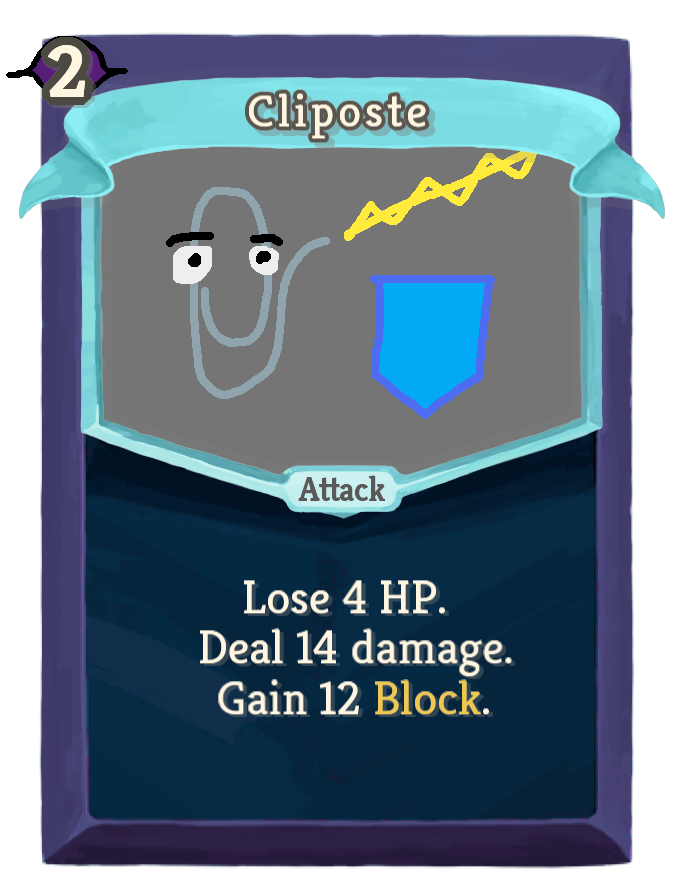 2
Cliposte
Attack
Lose 4 HP.
Deal 14 damage.
Gain 12 Block.